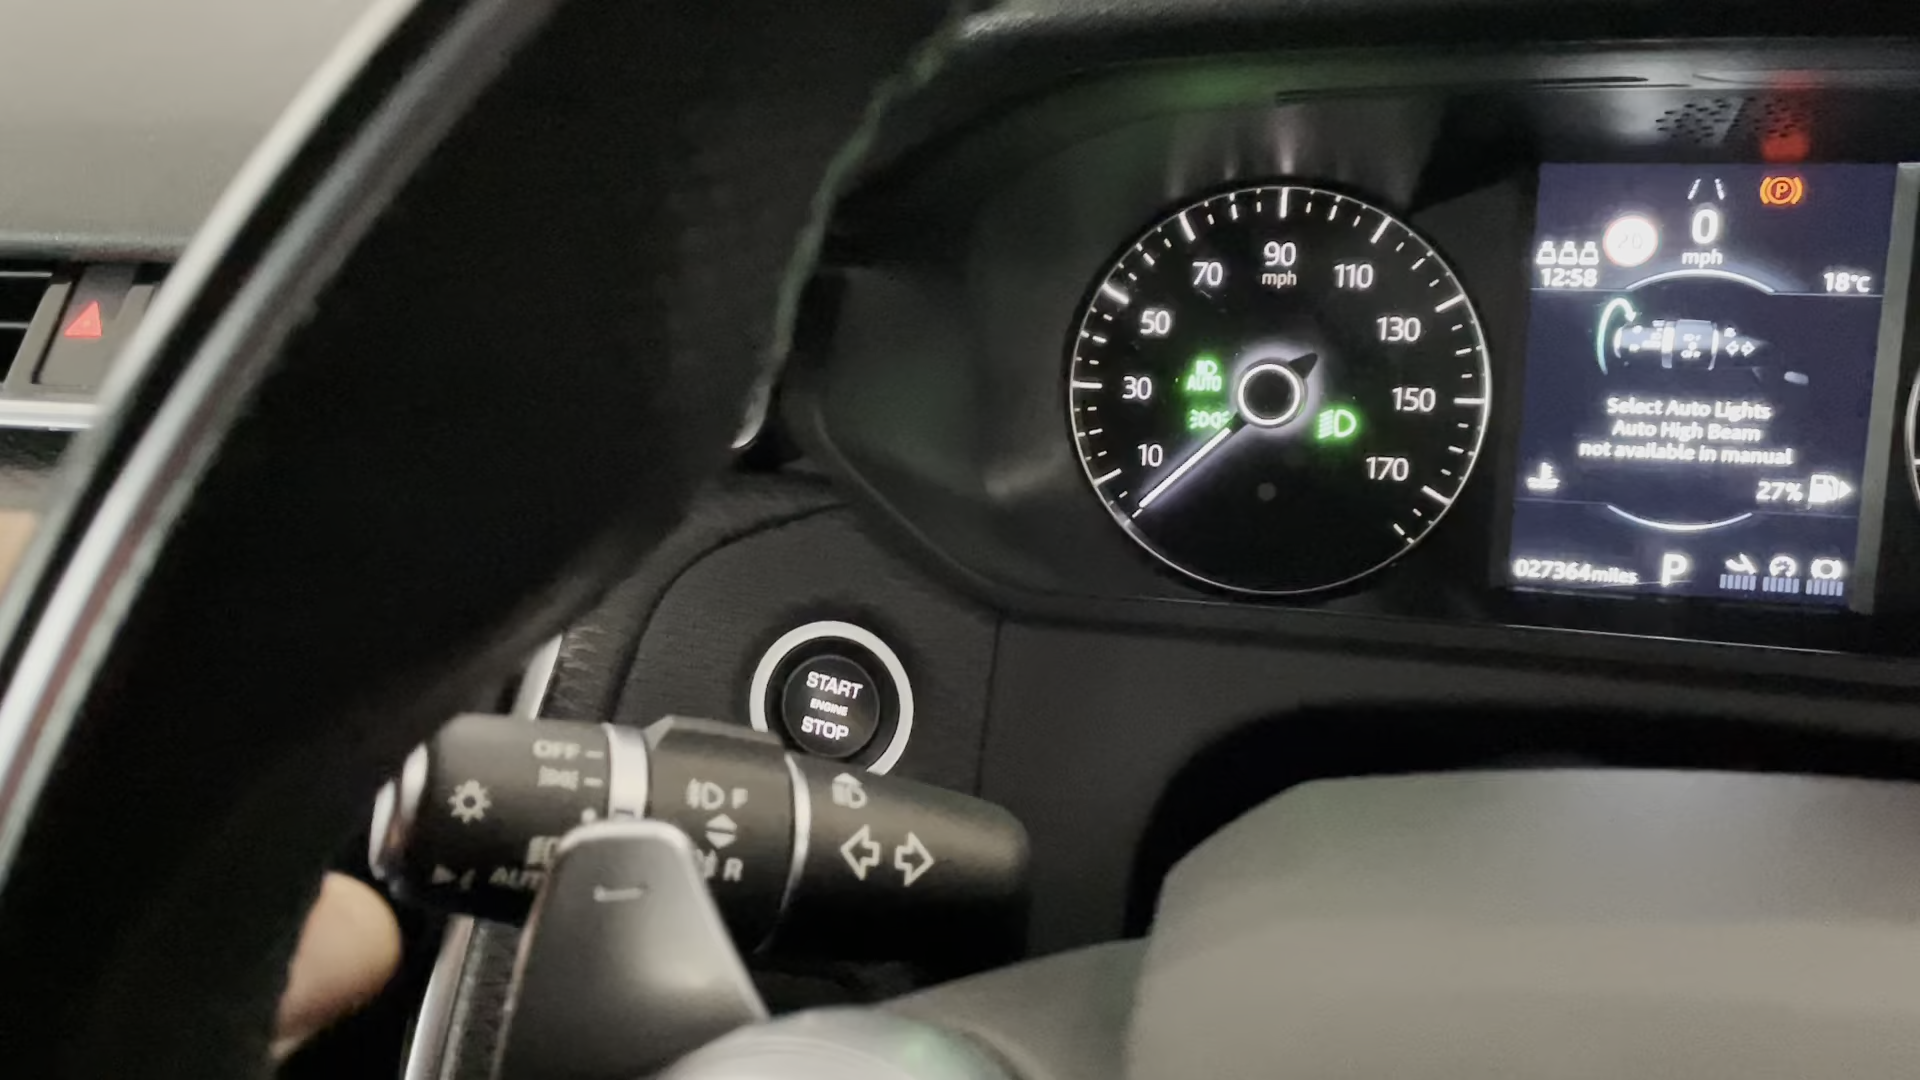 10
30
50
70
90
mph
110
130
150
170
AUTO
20
0
mph
12:58
18°C
Select Auto Lights
Auto High Beam
not available in manual
27%
027364miles
P
P
START
ENGINE
STOP
OFF
F
R